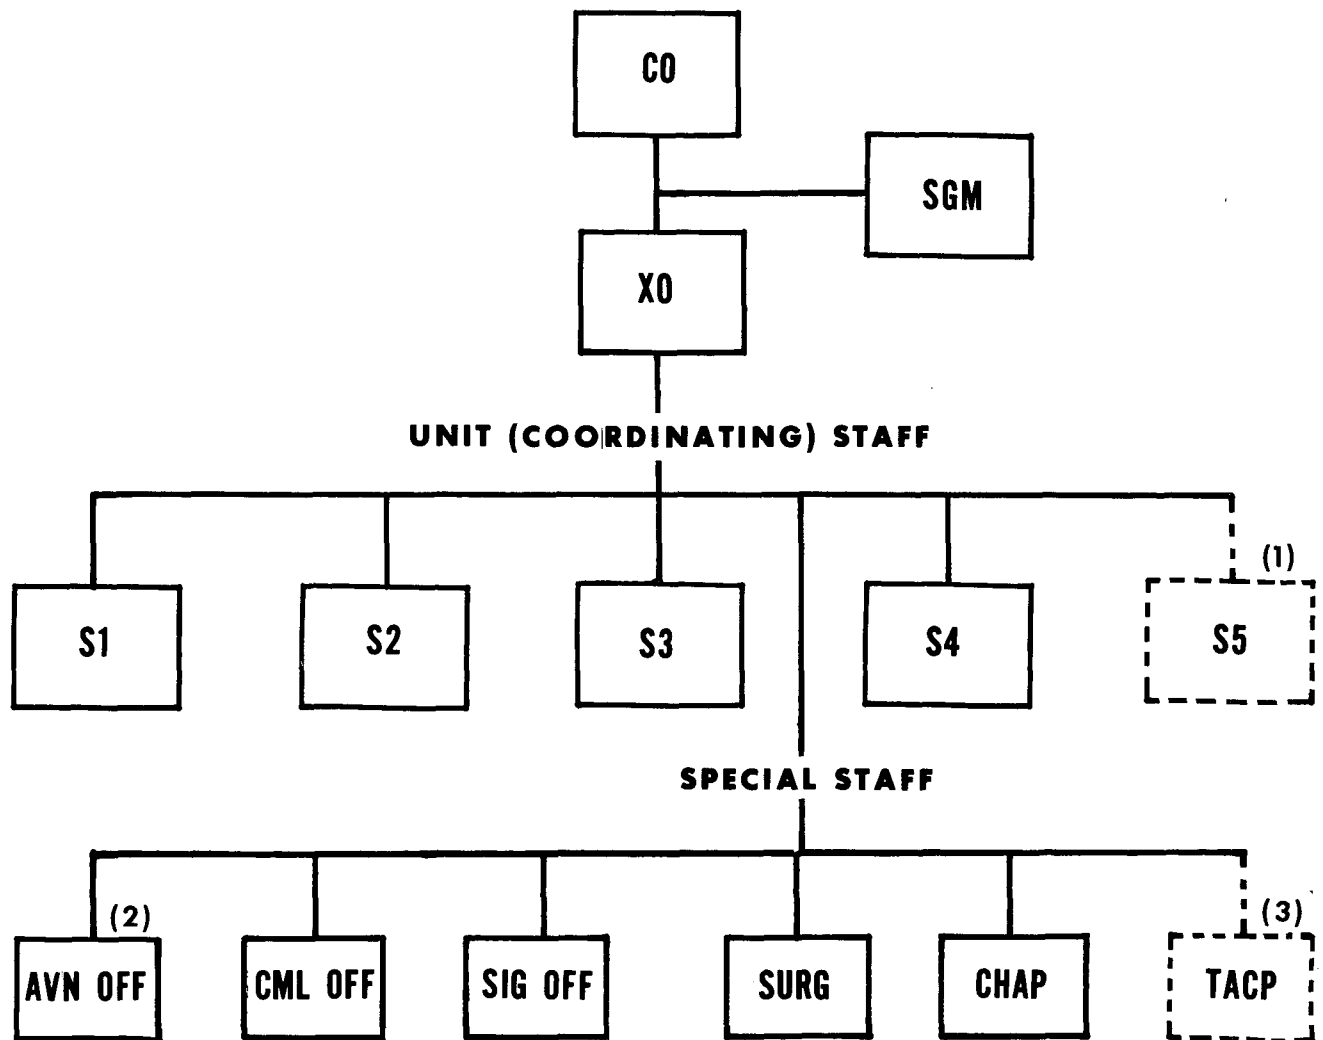 CO
SGM
XO
UNIT (COORDINATING) STAFF
(1)
S1 S2 S3 S4 S5
SPECIAL STAFF
(2) (3)
AVN OFF CML OFF SIG OFF SURG CHAP TACP